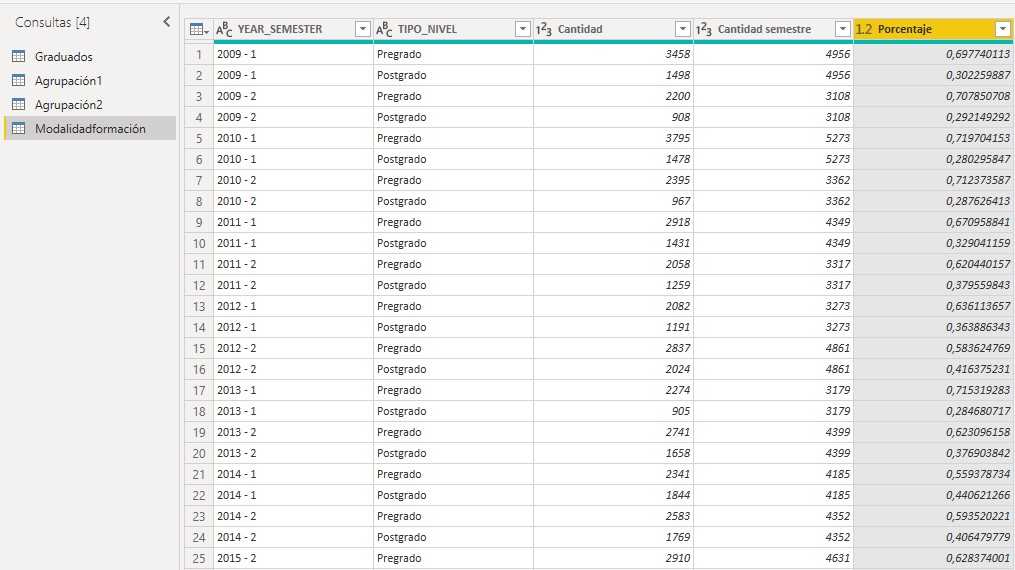 Consultas [4]
Graduados
Agrupación1
Agrupación2
Modalidadformación
ABC YEAR_SEMESTER ABC TIPO_NIVEL 123 Cantidad 123 Cantidad semestre 1.2 Porcentaje
1 2009 - 1 Pregrado 3458 4956 0,697740113
2 2009 - 1 Postgrado 1498 4956 0,302259887
3 2009 - 2 Pregrado 2200 3108 0,707850708
4 2009 - 2 Postgrado 908 3108 0,292149292
5 2010 - 1 Pregrado 3795 5273 0,719704153
6 2010 - 1 Postgrado 1478 5273 0,280295847
7 2010 - 2 Pregrado 2395 3362 0,712373587
8 2010 - 2 Postgrado 967 3362 0,287626413
9 2011 - 1 Pregrado 2918 4349 0,670958841
10 2011 - 1 Postgrado 1431 4349 0,329041159
11 2011 - 2 Pregrado 2058 3317 0,620440157
12 2011 - 2 Postgrado 1259 3317 0,379559843
13 2012 - 1 Pregrado 2082 3273 0,636113657
14 2012 - 1 Postgrado 1191 3273 0,363886343
15 2012 - 2 Pregrado 2837 4861 0,583624769
16 2012 - 2 Postgrado 2024 4861 0,416375231
17 2013 - 1 Pregrado 2274 3179 0,715319283
18 2013 - 1 Postgrado 905 3179 0,284680717
19 2013 - 2 Pregrado 2741 4399 0,623096158
20 2013 - 2 Postgrado 1658 4399 0,376903842
21 2014 - 1 Pregrado 2341 4185 0,559378734
22 2014 - 1 Postgrado 1844 4185 0,440621266
23 2014 - 2 Pregrado 2583 4352 0,593520221
24 2014 - 2 Postgrado 1769 4352 0,406479779
25 2015 - 2 Pregrado 2910 4631 0,628374001